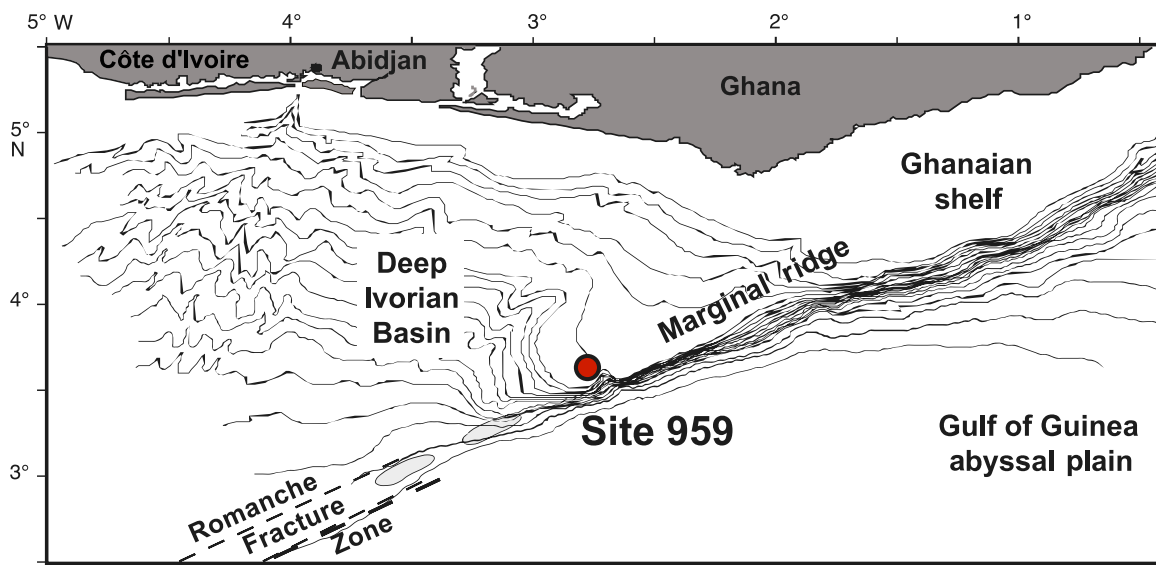 5° W
4°
3°
2°
1°
Côte d'Ivoire
Abidjan
Ghana
5°
N
Ghanaian
shelf
Deep
Ivorian
Basin
Marginal ridge
4°
Site 959
Gulf of Guinea
abyssal plain
3°
Romanche
Fracture
Zone